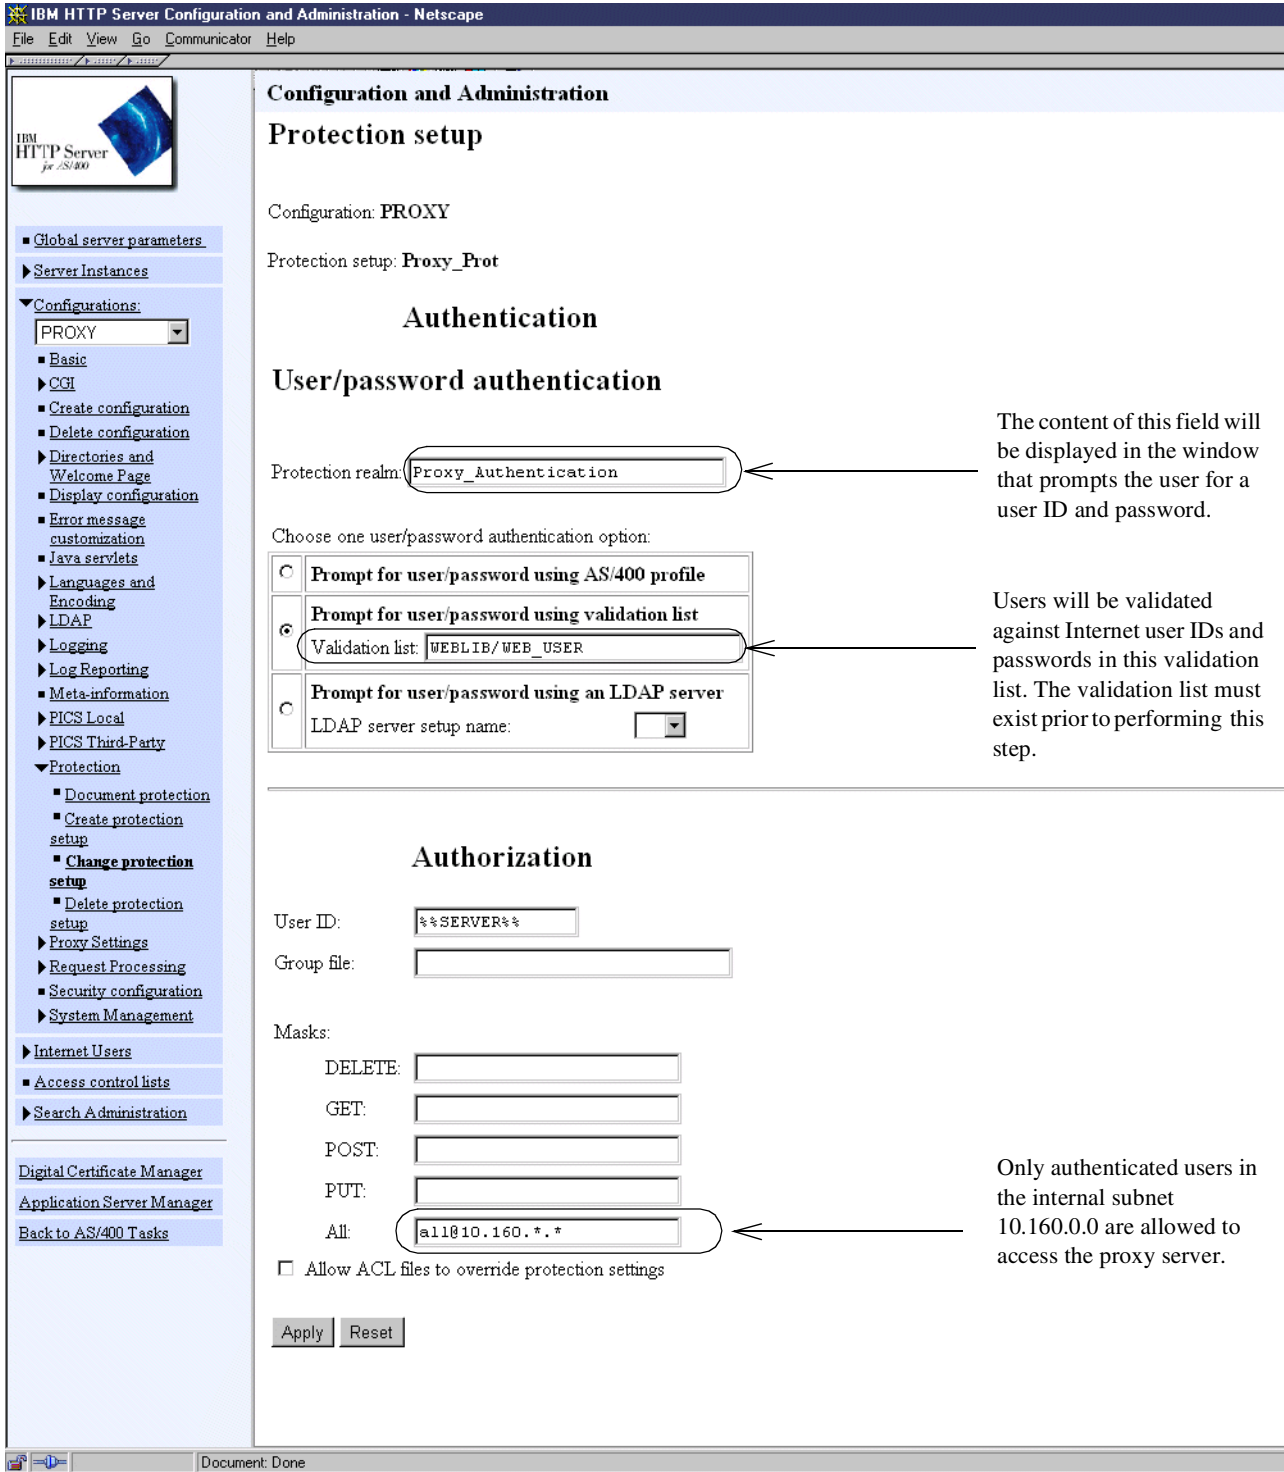 IBM HTTP Server Configuration and Administration - Netscape
File Edit View Go Communicator Help
IBM
HTTP Server
for AS/400
Global server parameters
Server Instances
Configurations:
PROXY
Basic
CGI
Create configuration
Delete configuration
Directories and
Welcome Page
Display configuration
Error message
customization
Java servlets
Languages and
Encoding
LDAP
Logging
Log Reporting
Meta-information
PICS Local
PICS Third-Party
Protection
Document protection
Create protection
setup
Change protection
setup
Delete protection
setup
Proxy Settings
Request Processing
Security configuration
System Management
Internet Users
Access control lists
Search Administration
Digital Certificate Manager
Application Server Manager
Back to AS/400 Tasks
Configuration and Administration
Protection setup
Configuration: PROXY
Protection setup: Proxy_Prot
Authentication
User/password authentication
Protection realm: Proxy_Authentication
The content of this field will
be displayed in the window
that prompts the user for a
user ID and password.
Choose one user/password authentication option:
Prompt for user/password using AS/400 profile
Prompt for user/password using validation list
Validation list: WEBLIB/WEB_USER
Users will be validated
against Internet user IDs and
passwords in this validation
list. The validation list must
exist prior to performing this
step.
Prompt for user/password using an LDAP server
LDAP server setup name:
Authorization
User ID: %%SERVER%%
Group file:
Masks:
DELETE:
GET:
POST:
PUT:
All: all@10.160.*.*
Only authenticated users in
the internal subnet
10.160.0.0 are allowed to
access the proxy server.
Allow ACL files to override protection settings
Apply Reset
Document: Done